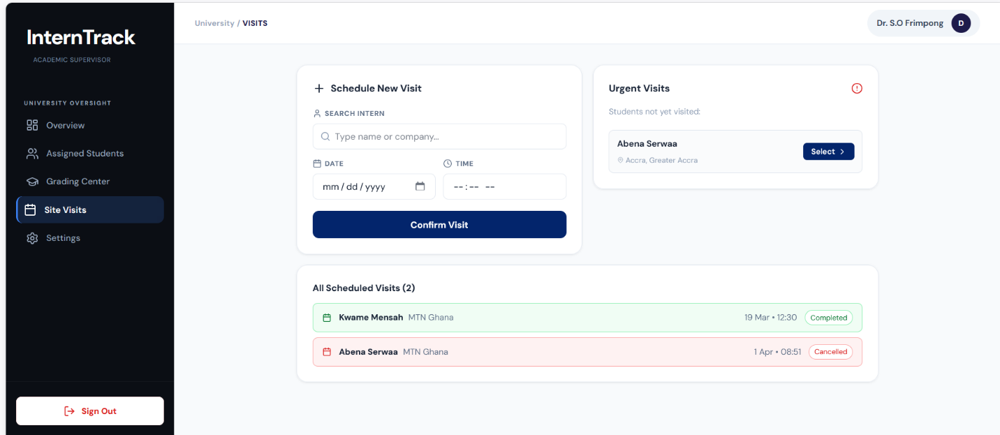 InternTrack
ACADEMIC SUPERVISOR
UNIVERSITY OVERSIGHT
Overview
Assigned Students
Grading Center
Site Visits
Settings
Sign Out
University / VISITS
Dr. S.O Frimpong D
Schedule New Visit
SEARCH INTERN
Type name or company...
DATE TIME
mm / dd / yyyy --:-- --
Confirm Visit
Urgent Visits
Students not yet visited:
Abena Serwaa
Accra, Greater Accra
Select
All Scheduled Visits (2)
Kwame Mensah MTN Ghana 19 Mar • 12:30 Completed
Abena Serwaa MTN Ghana 1 Apr • 08:51 Cancelled